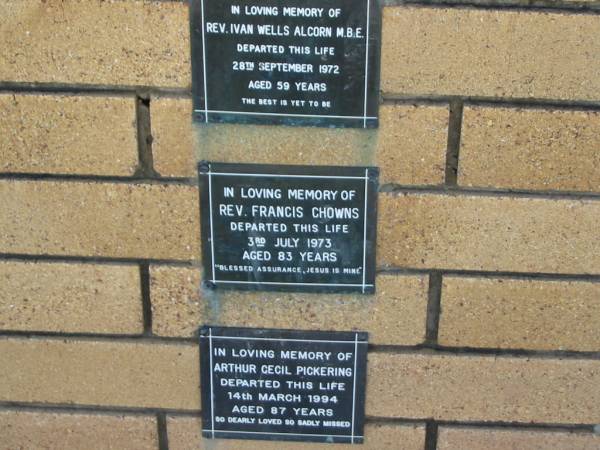 IN LOVING MEMORY OF
REV. IVAN WELLS ALCORN M.B.E.
DEPARTED THIS LIFE
28TH SEPTEMBER 1972
AGED 59 YEARS
THE BEST IS YET TO BE
IN LOVING MEMORY OF
REV. FRANCIS CHOWNS
DEPARTED THIS LIFE
3RD JULY 1973
AGED 83 YEARS
"BLESSED ASSURANCE, JESUS IS MINE"
IN LOVING MEMORY OF
ARTHUR CECIL PICKERING
DEPARTED THIS LIFE
14th MARCH 1994
AGED 87 YEARS
SO DEARLY LOVED SO SADLY MISSED